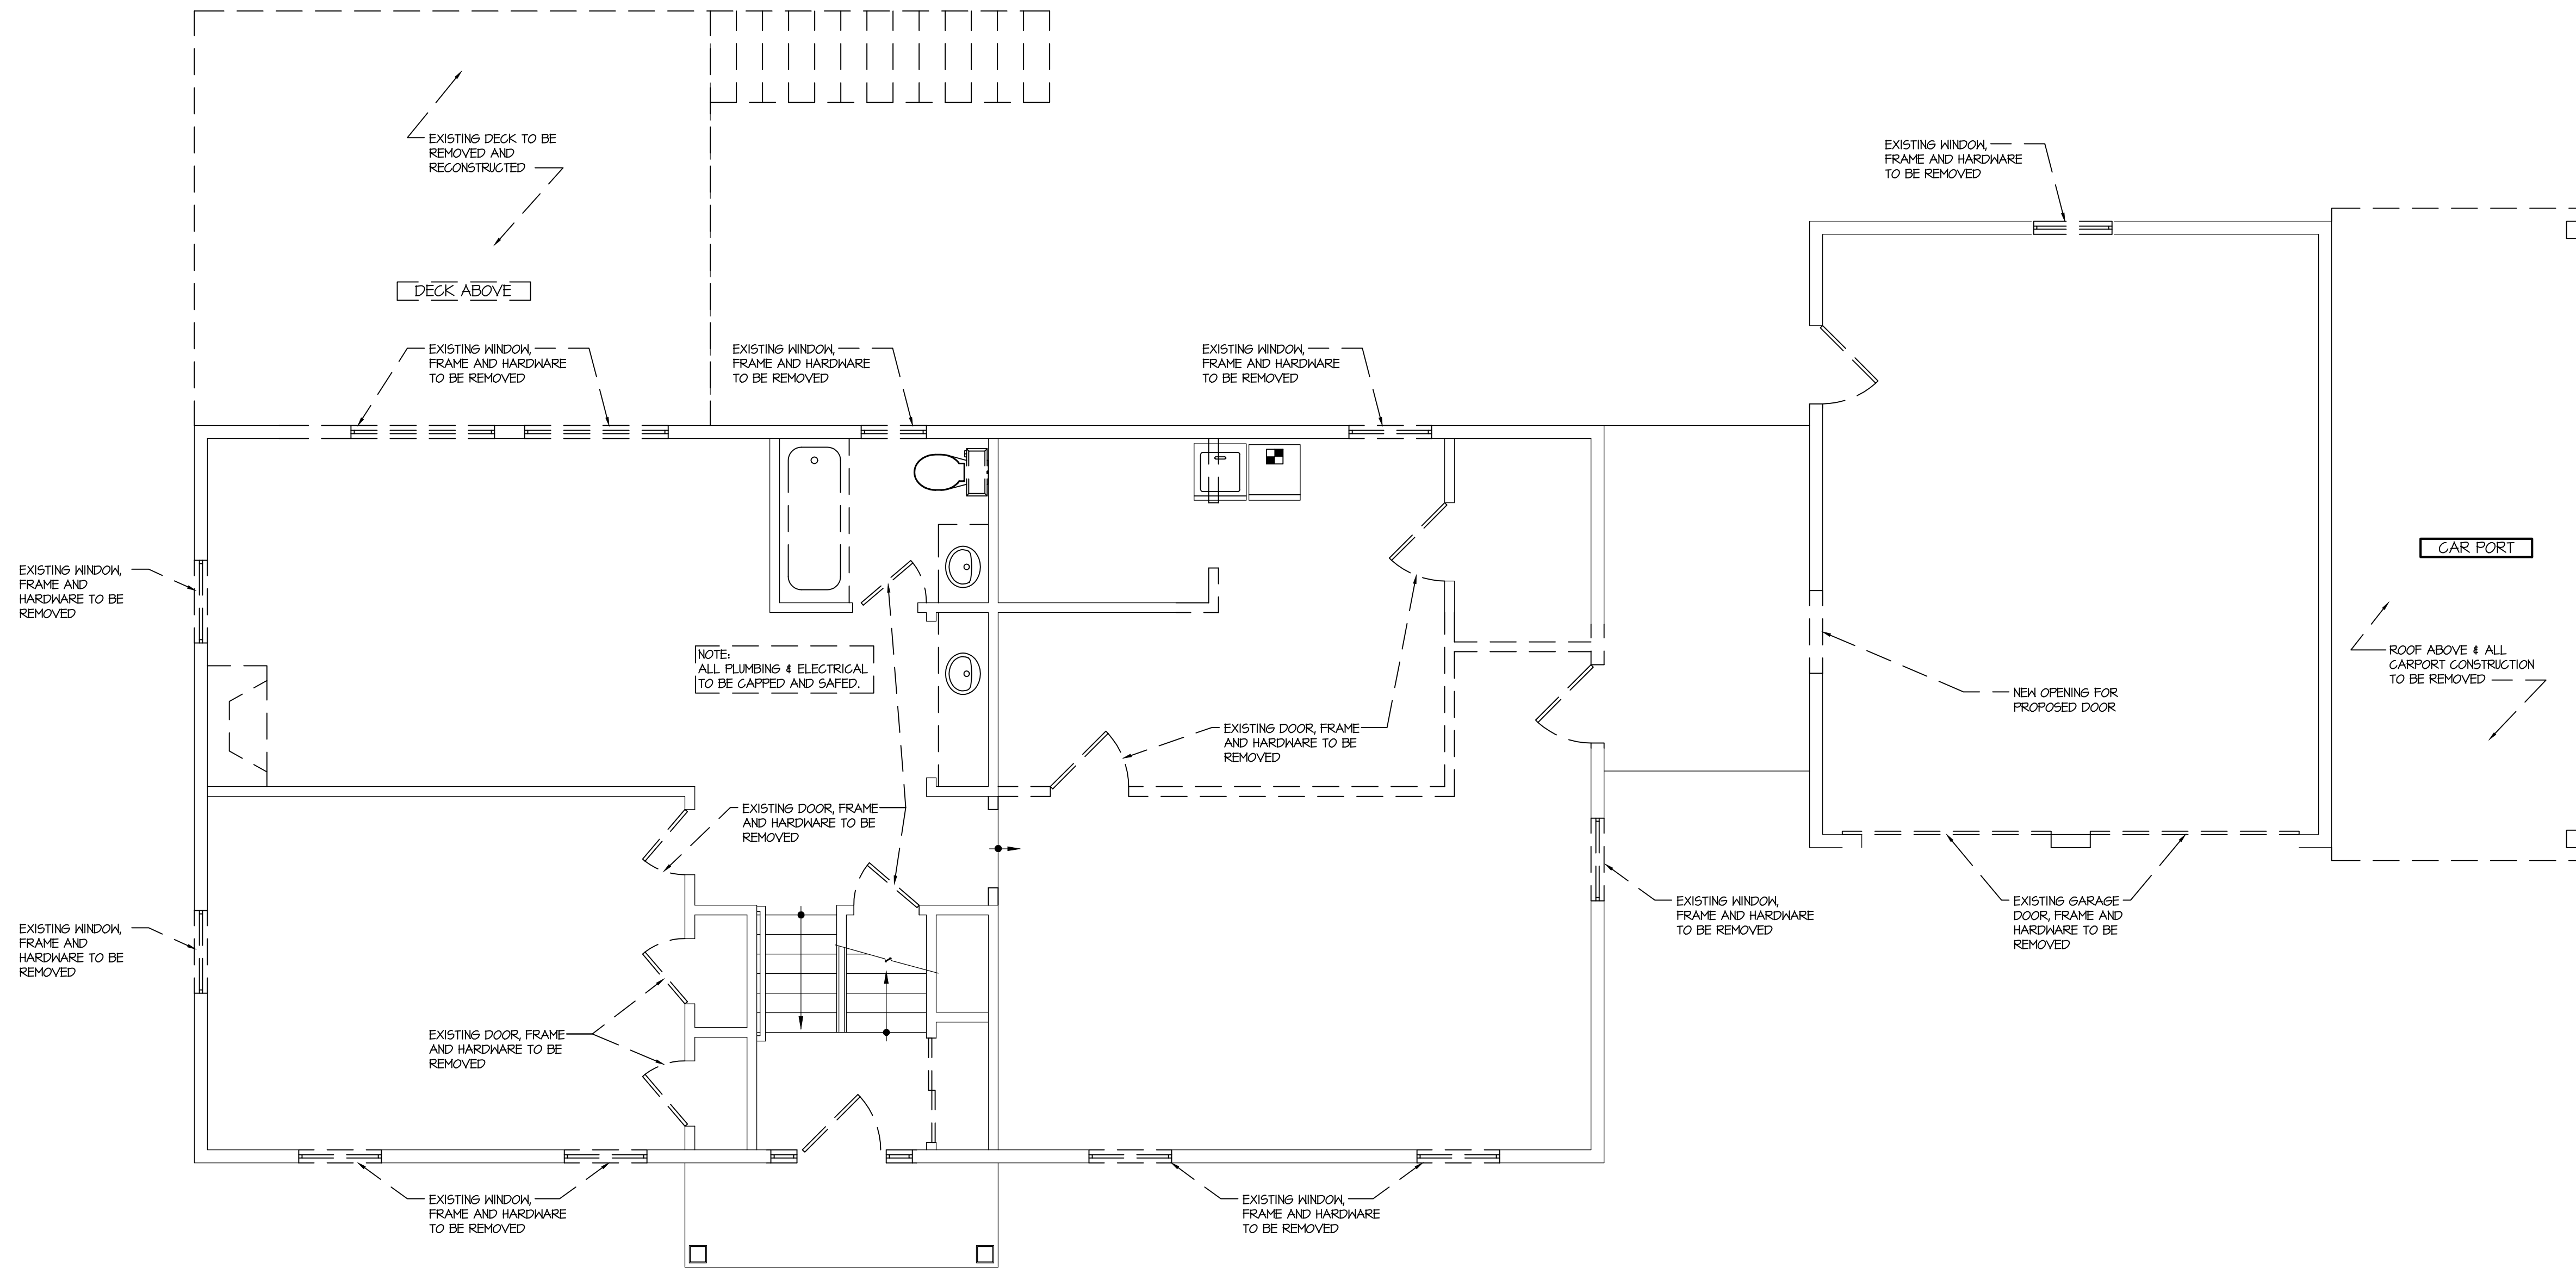 EXISTING DECK TO BE
REMOVED AND
RECONSTRUCTED
EXISTING WINDOW,
FRAME AND HARDWARE
TO BE REMOVED
DECK ABOVE
EXISTING WINDOW,
FRAME AND HARDWARE
TO BE REMOVED
EXISTING WINDOW,
FRAME AND HARDWARE
TO BE REMOVED
EXISTING WINDOW,
FRAME AND HARDWARE
TO BE REMOVED
CAR PORT
EXISTING WINDOW,
FRAME AND
HARDWARE TO BE
REMOVED
NOTE:
ALL PLUMBING & ELECTRICAL
TO BE CAPPED AND SAFED.
ROOF ABOVE & ALL
CARPORT CONSTRUCTION
TO BE REMOVED
NEW OPENING FOR
PROPOSED DOOR
EXISTING DOOR, FRAME
AND HARDWARE TO BE
REMOVED
EXISTING DOOR, FRAME
AND HARDWARE TO BE
REMOVED
EXISTING WINDOW,
FRAME AND HARDWARE
TO BE REMOVED
EXISTING GARAGE
DOOR, FRAME AND
HARDWARE TO BE
REMOVED
EXISTING WINDOW,
FRAME AND
HARDWARE TO BE
REMOVED
EXISTING DOOR, FRAME
AND HARDWARE TO BE
REMOVED
EXISTING WINDOW,
FRAME AND HARDWARE
TO BE REMOVED
EXISTING WINDOW,
FRAME AND HARDWARE
TO BE REMOVED